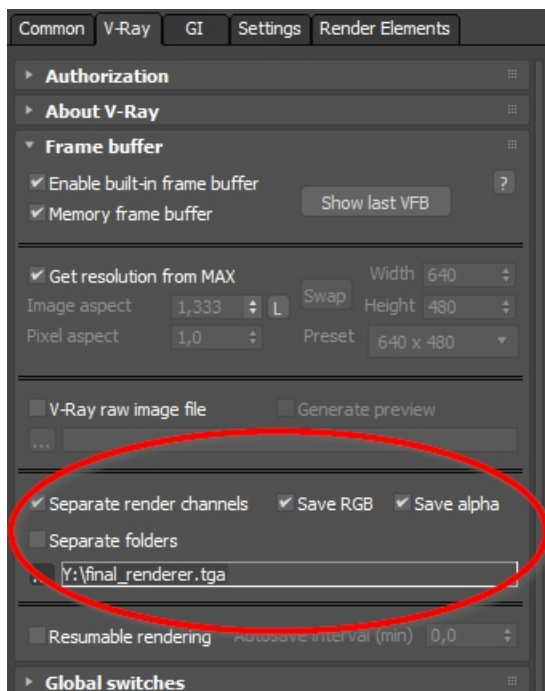 Common V-Ray GI Settings Render Elements
Authorization
About V-Ray
Frame buffer
Enable built-in frame buffer ?
Memory frame buffer Show last VFB
Get resolution from MAX Width 640
Image aspect 1,333 L Swap Height 480
Pixel aspect 1,0 Preset 640 x 480
V-Ray raw image file Generate preview
...
Separate render channels Save RGB Save alpha
Separate folders
... Y:\final_renderer.tga
Resumable rendering Autosave interval (min) 0,0
Global switches